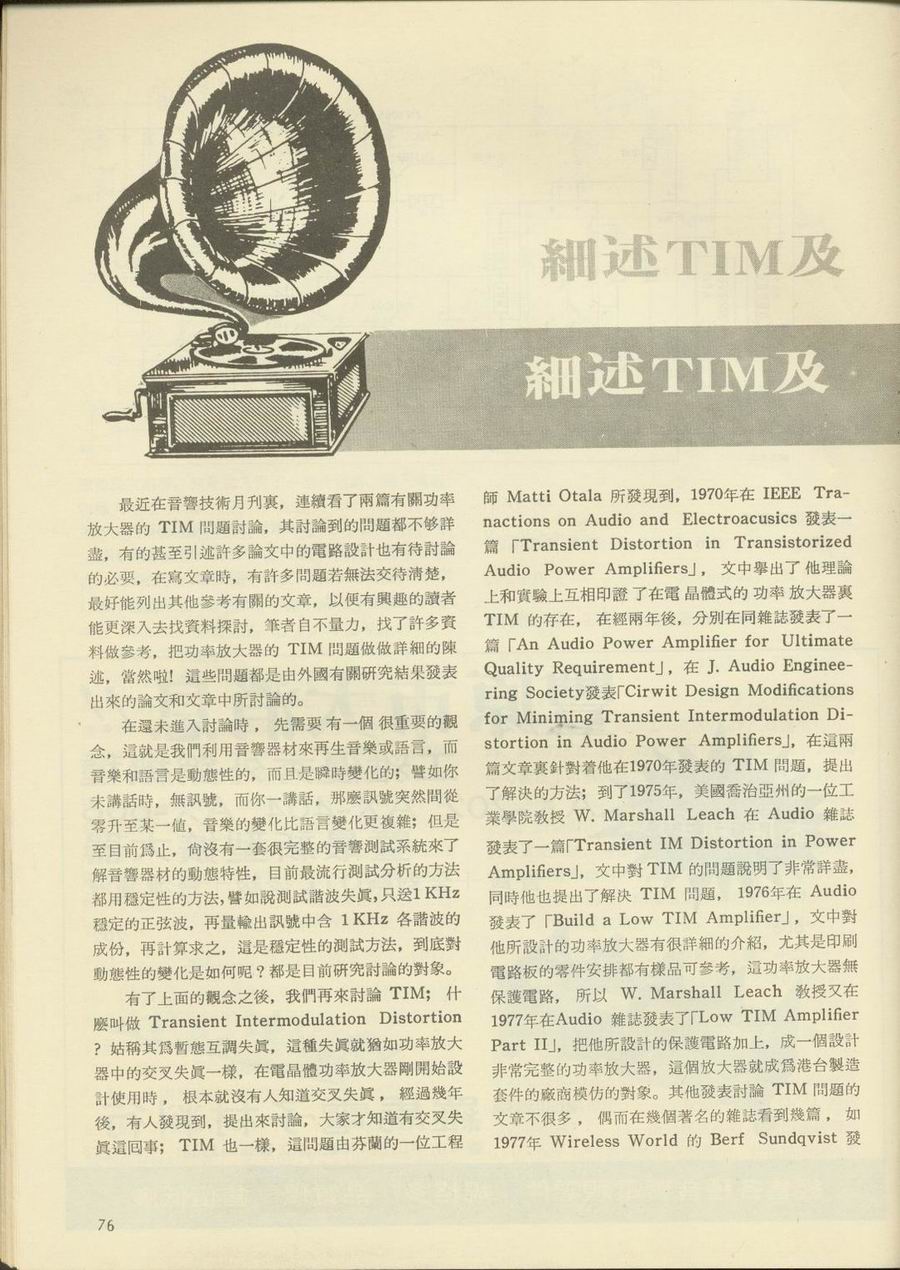 細述TIM及
細述TIM及
最近在音響技術月刊裏，連續看了兩篇有關功率
放大器的 TIM 問題討論，其討論到的問題都不够詳
盡，有的甚至引述許多論文中的電路設計也有待討論
的必要，在寫文章時，有許多問題若無法交待清楚，
最好能列出其他參考有關的文章，以便有興趣的讀者
能更深入去找資料探討，筆者自不量力，找了許多資
料做參考，把功率放大器的 TIM 問題做做詳細的陳
述，當然啦！這些問題都是由外國有關研究結果發表
出來的論文和文章中所討論的。
在還未進入討論時，先需要有一個很重要的觀
念，這就是我們利用音響器材來再生音樂或語言，而
音樂和語言是動態性的，而且是瞬時變化的；譬如你
未講話時，無訊號，而你一講話，那麽訊號突然間從
零升至某一値，音樂的變化比語言變化更複雜；但是
至目前爲止，尙沒有一套很完整的音響測試系統來了
解音響器材的動態特性，目前最流行測試分析的方法
都用穩定性的方法，譬如說測試諧波失眞，只送1 KHz
穩定的正弦波，再量輸出訊號中含 1 KHz 各諧波的
成份，再計算求之，這是穩定性的測試方法，到底對
動態性的變化是如何呢？都是目前研究討論的對象。
有了上面的觀念之後，我們再來討論 TIM；什
麽叫做 Transient Intermodulation Distortion
？姑稱其爲暫態互調失眞，這種失眞就猶如功率放大
器中的交叉失眞一樣，在電晶體功率放大器剛開始設
計使用時，根本就沒有人知道交叉失眞，經過幾年
後，有人發現到，提出來討論，大家才知道有交叉失
眞這回事；TIM 也一樣，這問題由芬蘭的一位工程
師 Matti Otala 所發現到，1970年在 IEEE Tra-
nactions on Audio and Electroacusics 發表一
篇「Transient Distortion in Transistorized
Audio Power Amplifiers」，文中擧出了他理論
上和實驗上互相印證了在電晶體式的功率放大器裏
TIM 的存在，在經兩年後，分別在同雜誌發表了一
篇「An Audio Power Amplifier for Ultimate
Quality Requirement」，在 J. Audio Enginee-
ring Society發表「Cirwit Design Modifications
for Miniming Transient Intermodulation Di-
stortion in Audio Power Amplifiers」，在這兩
篇文章裏針對着他在1970年發表的 TIM 問題，提出
了解決的方法；到了1975年，美國喬治亞州的一位工
業學院敎授 W. Marshall Leach 在 Audio 雜誌
發表了一篇「Transient IM Distortion in Power
Amplifiers」，文中對 TIM 的問題說明了非常詳盡，
同時他也提出了解決 TIM 問題，1976年在 Audio
發表了「Build a Low TIM Amplifier」，文中對
他所設計的功率放大器有很詳細的介紹，尤其是印刷
電路板的零件安排都有樣品可參考，這功率放大器無
保護電路，所以 W. Marshall Leach 敎授又在
1977年在Audio 雜誌發表了「Low TIM Amplifier
Part II」，把他所設計的保護電路加上，成一個設計
非常完整的功率放大器，這個放大器就成爲港台製造
套件的廠商模仿的對象。其他發表討論 TIM 問題的
文章不很多，偶而在幾個著名的雜誌看到幾篇，如
1977年 Wireless World 的 Berf Sundqvist 發
76